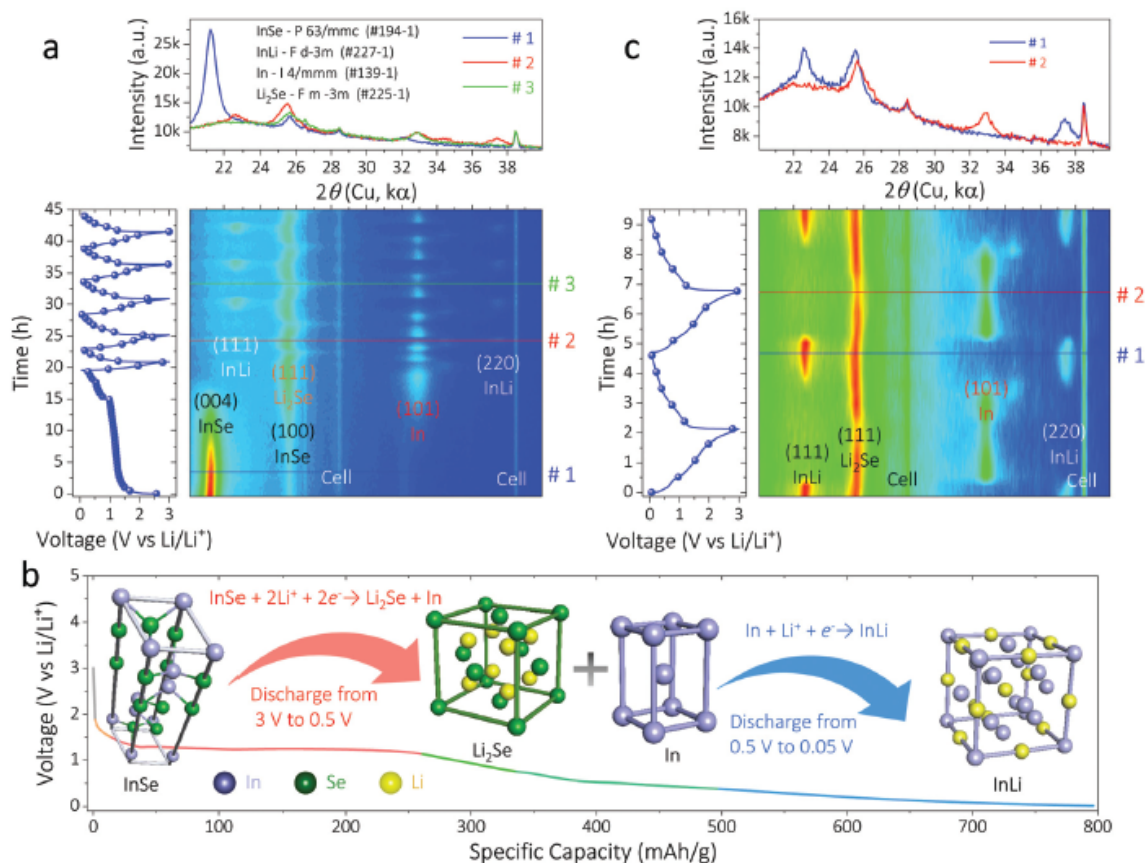 a
Intensity (a.u.)
25k
20k
15k
10k
InSe - P 63/mmc (#194-1)
InLi - F d-3m (#227-1)
In - I 4/mmm (#139-1)
Li₂Se - F m -3m (#225-1)
# 1
# 2
# 3
22 24 26 28 30 32 34 36 38
2θ (Cu, kα)
Time (h)
45
40
35
30
25
20
15
10
5
0
0 1 2 3
Voltage (V vs Li/Li⁺)
# 3
# 2
(111)
InLi
(111)
Li₂Se
(220)
InLi
(004)
InSe
(101)
In
(100)
InSe
Cell
Cell
# 1
c
Intensity (a.u.)
16k
14k
12k
10k
8k
# 1
# 2
22 24 26 28 30 32 34 36 38
2θ (Cu, kα)
Time (h)
9
8
7
6
5
4
3
2
1
0
0 1 2 3
Voltage (V vs Li/Li⁺)
# 2
# 1
(101)
In
(111)
InLi
(111)
Li₂Se
(220)
InLi
Cell
Cell
b
Voltage (V vs Li/Li⁺)
5
4
3
2
1
0
InSe + 2Li⁺ + 2e⁻→ Li₂Se + In
Discharge from
3 V to 0.5 V
In + Li⁺ + e⁻→ InLi
Discharge from
0.5 V to 0.05 V
InSe
Li₂Se
In
InLi
In Se Li
0 100 200 300 400 500 600 700 800
Specific Capacity (mAh/g)